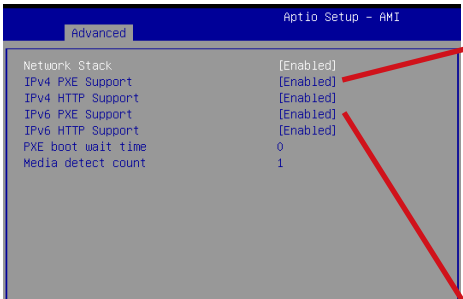 Aptio Setup - AMI
Advanced
Network Stack [Enabled]
IPv4 PXE Support [Enabled]
IPv4 HTTP Support [Enabled]
IPv6 PXE Support [Enabled]
IPv6 HTTP Support [Enabled]
PXE boot wait time 0
Media detect count 1